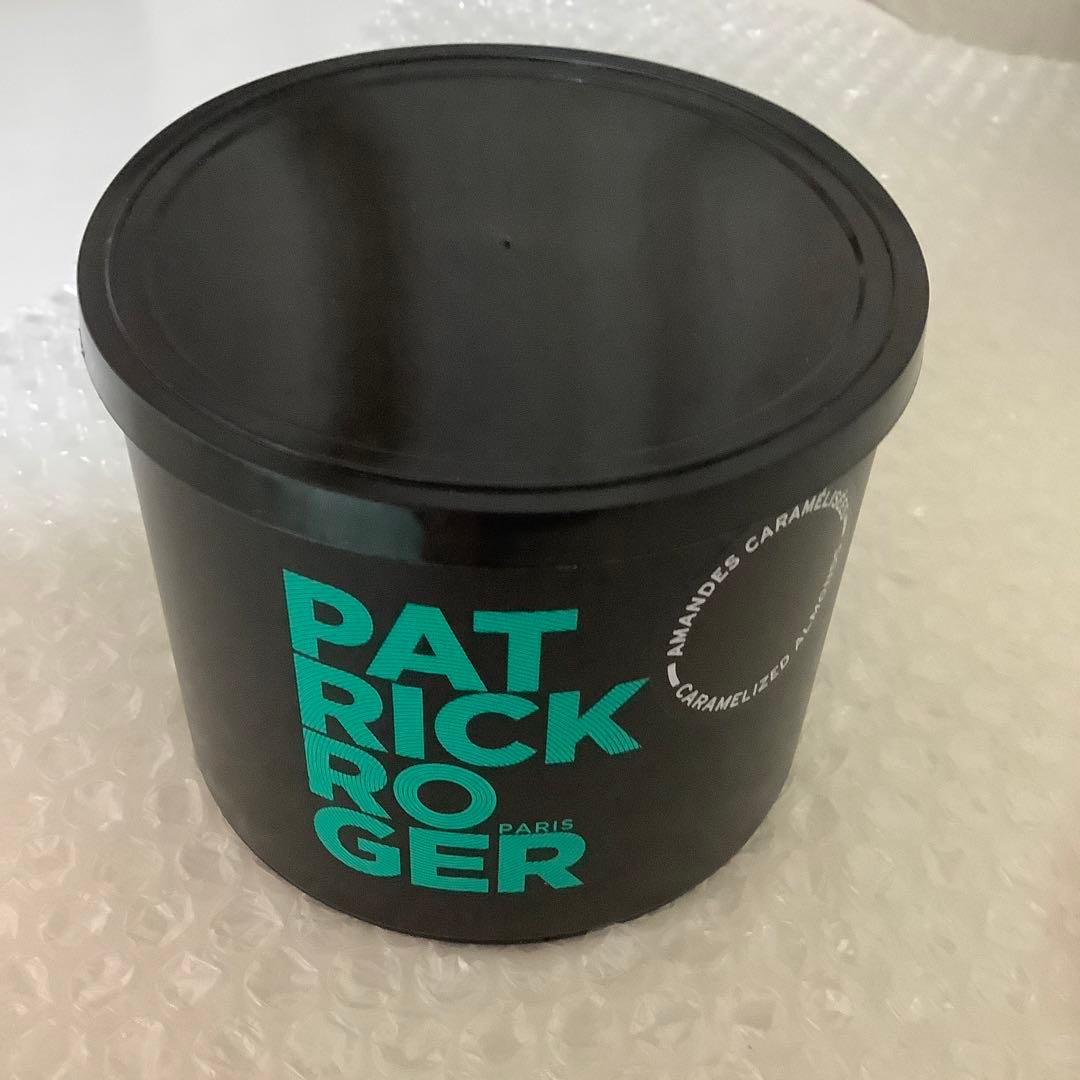 PAT
RICK
RO
GER
PARIS
AMANDES CARAMÉLISÉES
CARAMELIZED ALMONDS